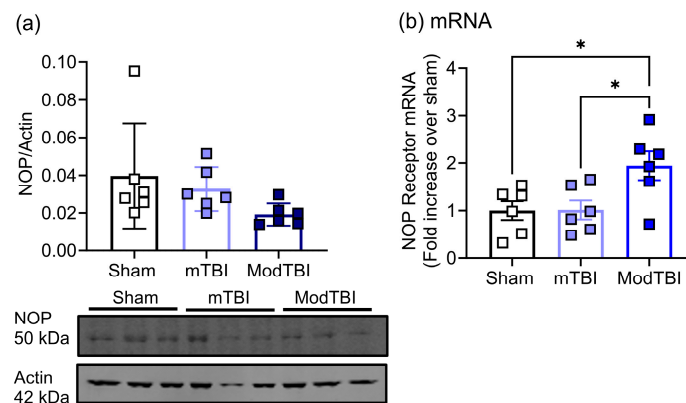 (a)
NOP/Actin
0.10
0.08
0.06
0.04
0.02
0.00
Sham mTBI ModTBI
Sham mTBI ModTBI
NOP
50 kDa
Actin
42 kDa
(b) mRNA
NOP Receptor mRNA
(Fold increase over sham)
4
3
2
1
0
*
*
Sham mTBI ModTBI